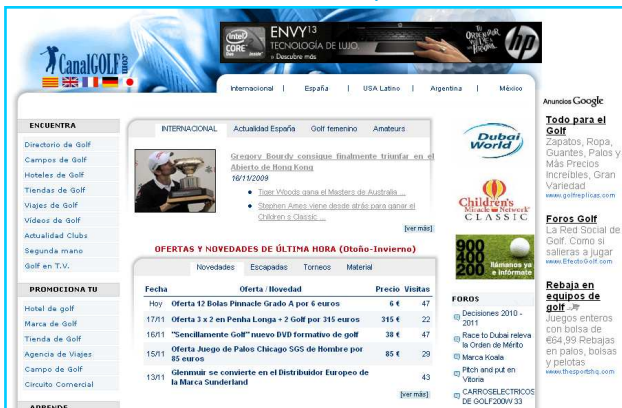 intel
CORE
inside
ENVY13
TECNOLOGÍA DE LUJO.
» Descubre más
hp
CanalGOLF
com
Internacional | España | USA Latino | Argentina | México
Anuncios Google
ENCUENTRA
Directorio de Golf
Campos de Golf
Hoteles de Golf
Tiendas de Golf
Viajes de Golf
Vídeos de Golf
Actualidad Clubs
Segunda mano
Golf en T.V.
PROMOCIONA TU
Hotel de golf
Marca de Golf
Tienda de Golf
Agencia de Viajes
Campo de Golf
Circuito Comercial
APRENDE
INTERNACIONAL Actualidad España Golf femenino Amateurs
Gregory Bourdy consigue finalmente triunfar en el
Abierto de Hong Kong
16/11/2009
Tiger Woods gana el Masters de Australia ...
Stephen Ames viene desde atrás para ganar el
Children s Classic ...
[ver más]
OFERTAS Y NOVEDADES DE ÚLTIMA HORA (Otoño-Invierno)
Novedades Escapadas Torneos Material
Fecha Oferta / Novedad Precio Visitas
Hoy Oferta 12 Bolas Pinnacle Grado A por 6 euros 6 € 47
17/11 Oferta 3 x 2 en Penha Longa + 2 Golf por 315 euros 315 € 22
16/11 "Sencillamente Golf" nuevo DVD formativo de golf 38 € 47
15/11 Oferta Juego de Palos Chicago SGS de Hombre por
85 euros 85 € 29
13/11 Glenmuir se convierte en el Distribuidor Europeo de
la Marca Sunderland 43
[ver más]
Dubai
World
Children's
Miracle Network
CLASSIC
900
400
200
llámanos ya
e infórmate
FOROS
Decisiones 2010 -
2011
Race to Dubai releva
la Orden de Mérito
Marca Koala
Pitch and put en
Vitoria
CARROSELECTRICOS
DE GOLF200W 33
Todo para el
Golf
Zapatos, Ropa,
Guantes, Palos y
Más Precios
Increíbles, Gran
Variedad
www.golfreplicas.com
Foros Golf
La Red Social de
Golf. Como si
salieras a jugar
www.EfectoGolf.com
Rebaja en
equipos de
golf
Juegos enteros
con bolsa de
€64,99 Rebajas
en palos, bolsas
y pelotas
www.thesportshq.com